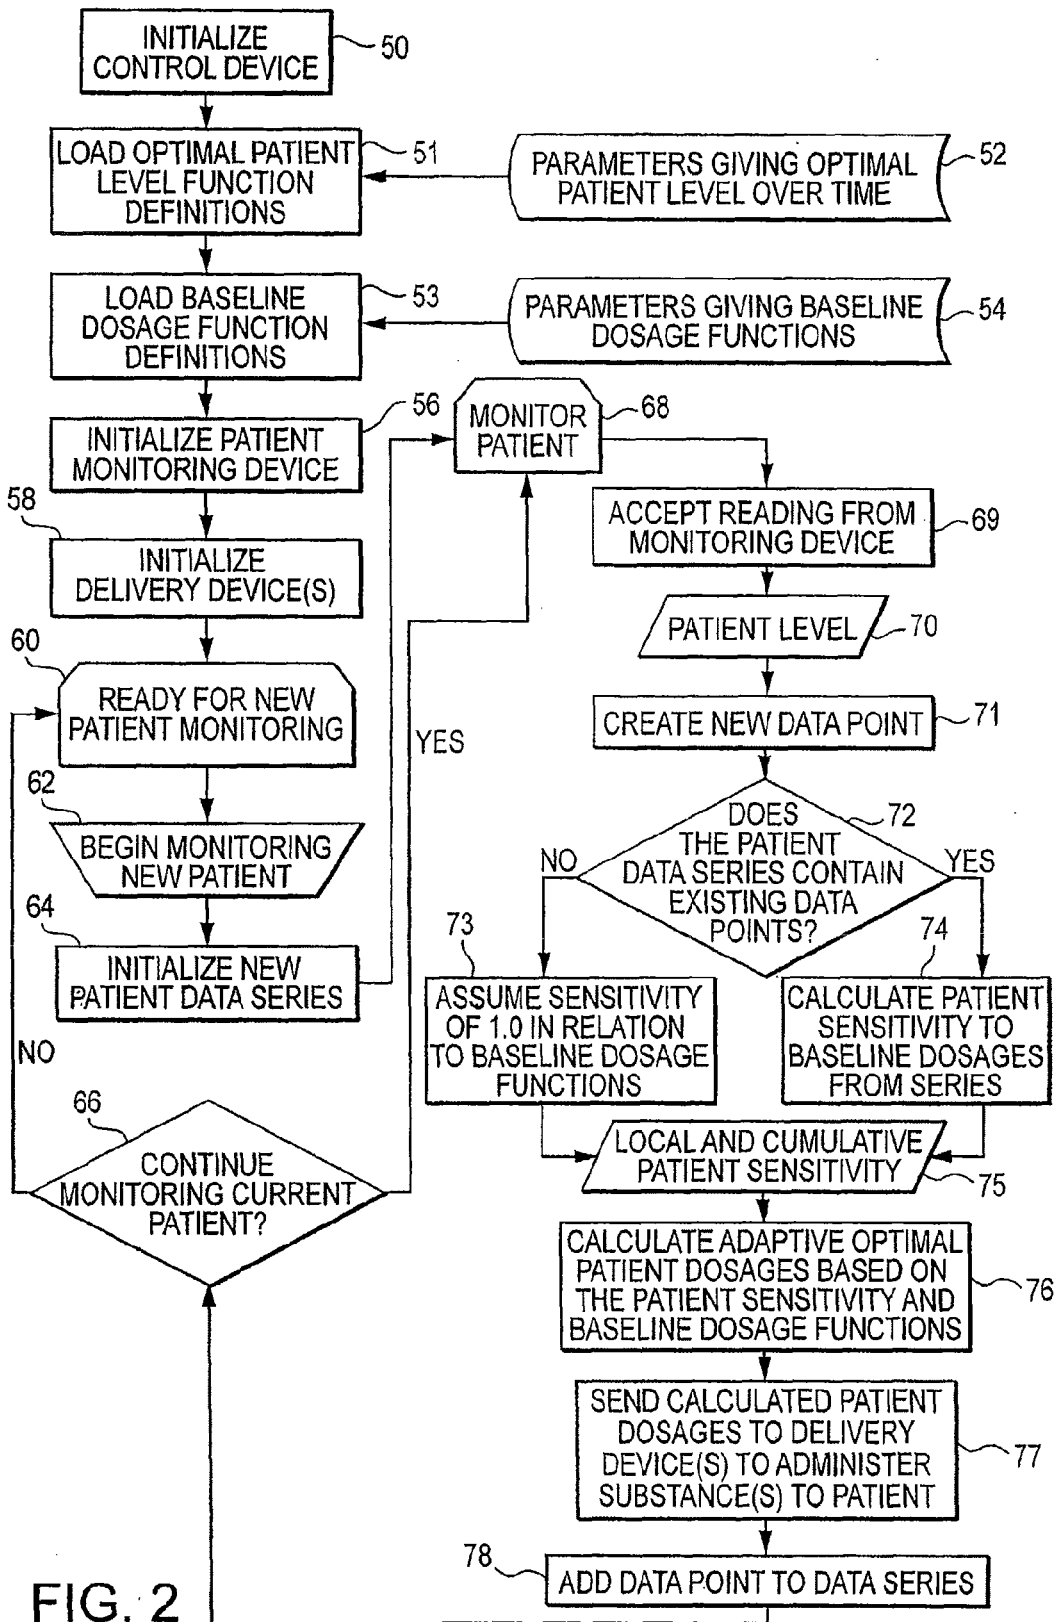 INITIALIZE
CONTROL DEVICE
50
LOAD OPTIMAL PATIENT
LEVEL FUNCTION
DEFINITIONS
51
PARAMETERS GIVING OPTIMAL
PATIENT LEVEL OVER TIME
52
LOAD BASELINE
DOSAGE FUNCTION
DEFINITIONS
53
PARAMETERS GIVING BASELINE
DOSAGE FUNCTIONS
54
INITIALIZE PATIENT
MONITORING DEVICE
56
58
INITIALIZE
DELIVERY DEVICE(S)
60
READY FOR NEW
PATIENT MONITORING
62
BEGIN MONITORING
NEW PATIENT
64
INITIALIZE NEW
PATIENT DATA SERIES
NO
66
CONTINUE
MONITORING CURRENT
PATIENT?
YES
MONITOR
PATIENT
68
ACCEPT READING FROM
MONITORING DEVICE
69
PATIENT LEVEL
70
CREATE NEW DATA POINT
71
DOES
THE PATIENT
DATA SERIES CONTAIN
EXISTING DATA
POINTS?
72
NO
YES
73
ASSUME SENSITIVITY
OF 1.0 IN RELATION
TO BASELINE DOSAGE
FUNCTIONS
74
CALCULATE PATIENT
SENSITIVITY TO
BASELINE DOSAGES
FROM SERIES
LOCAL AND CUMULATIVE
PATIENT SENSITIVITY
75
CALCULATE ADAPTIVE OPTIMAL
PATIENT DOSAGES BASED ON
THE PATIENT SENSITIVITY AND
BASELINE DOSAGE FUNCTIONS
76
SEND CALCULATED PATIENT
DOSAGES TO DELIVERY
DEVICE(S) TO ADMINISTER
SUBSTANCE(S) TO PATIENT
77
78
ADD DATA POINT TO DATA SERIES
FIG. 2